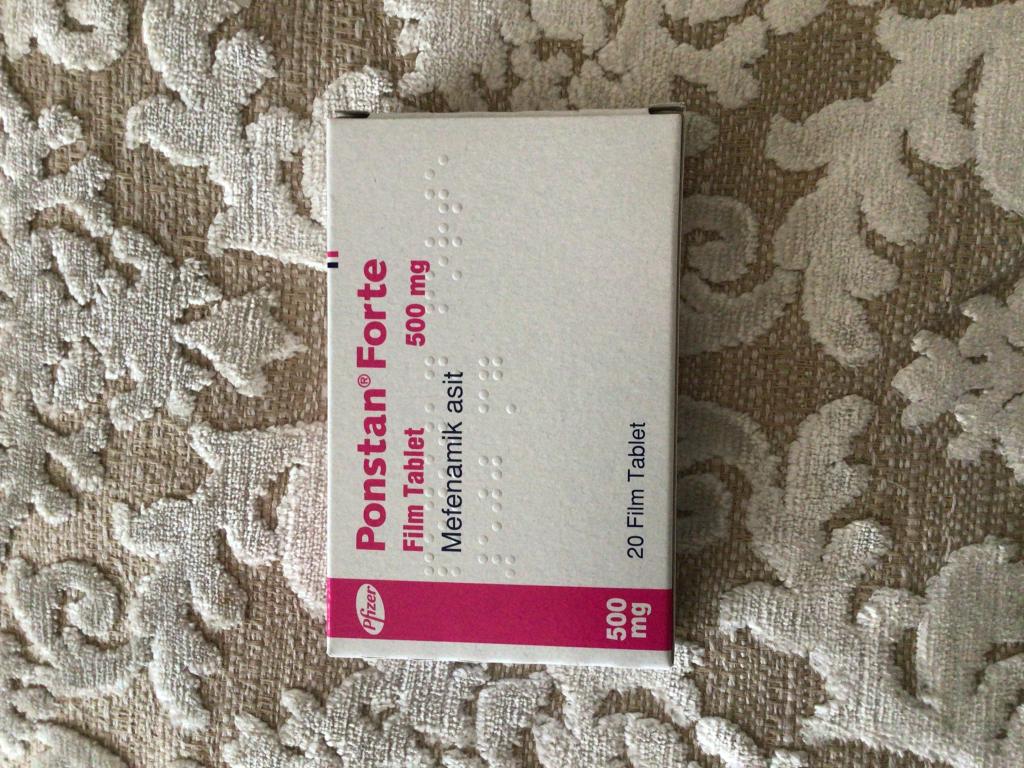 Ponstan® Forte
Film Tablet 500 mg
Mefenamik asit
20 Film Tablet
Pfizer
500
mg